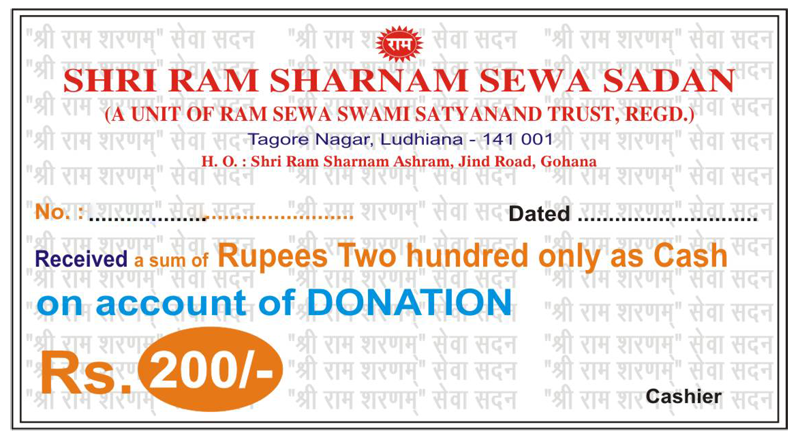 राम
SHRI RAM SHARNAM SEWA SADAN
(A UNIT OF RAM SEWA SWAMI SATYANAND TRUST, REGD.)
Tagore Nagar, Ludhiana - 141 001
H. O. : Shri Ram Sharnam Ashram, Jind Road, Gohana
No. : ........................................ Dated .............................
Received a sum of Rupees Two hundred only as Cash
on account of DONATION
Rs. 200/-
Cashier
"श्री राम शरणम्" सेवा सदन